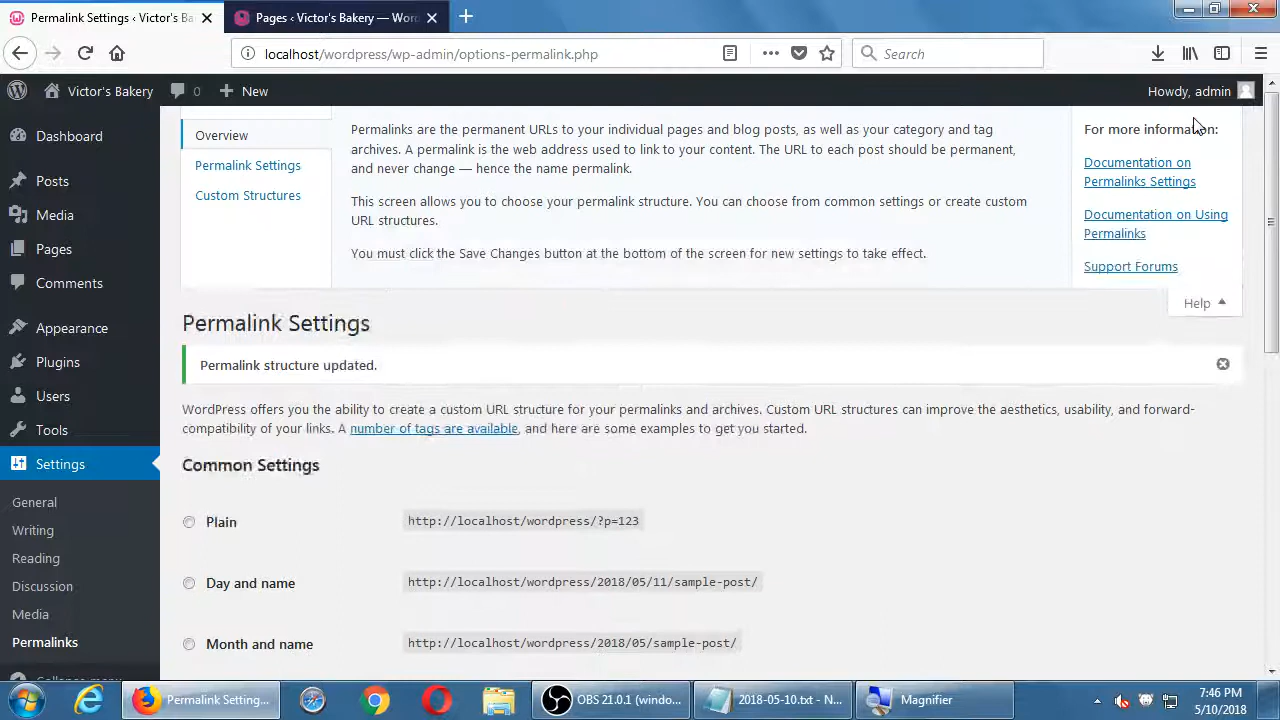 Permalink Settings ‹ Victor's Ba
Pages ‹ Victor's Bakery — Wor
localhost/wordpress/wp-admin/options-permalink.php
Search
Victor's Bakery
0
New
Howdy, admin
Dashboard
Posts
Media
Pages
Comments
Appearance
Plugins
Users
Tools
Settings
General
Writing
Reading
Discussion
Media
Permalinks
Collapse menu
Overview
Permalink Settings
Custom Structures
Permalinks are the permanent URLs to your individual pages and blog posts, as well as your category and tag
archives. A permalink is the web address used to link to your content. The URL to each post should be permanent,
and never change — hence the name permalink.
This screen allows you to choose your permalink structure. You can choose from common settings or create custom
URL structures.
You must click the Save Changes button at the bottom of the screen for new settings to take effect.
For more information:
Documentation on
Permalinks Settings
Documentation on Using
Permalinks
Support Forums
Help
Permalink Settings
Permalink structure updated.
WordPress offers you the ability to create a custom URL structure for your permalinks and archives. Custom URL structures can improve the aesthetics, usability, and forward-
compatibility of your links. A number of tags are available, and here are some examples to get you started.
Common Settings
Plain
http://localhost/wordpress/?p=123
Day and name
http://localhost/wordpress/2018/05/11/sample-post/
Month and name
http://localhost/wordpress/2018/05/sample-post/
Permalink Setting...
OBS 21.0.1 (windo...
2018-05-10.txt - N...
Magnifier
7:46 PM
5/10/2018